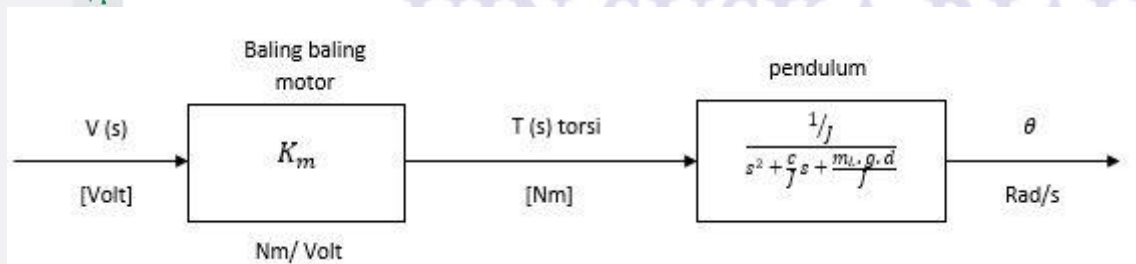 Baling baling
motor
pendulum
V (s)
K_m
T (s) torsi
1/J
s² + c/J s + m_L.g.d/J
θ
[Volt]
[Nm]
Rad/s
Nm/ Volt